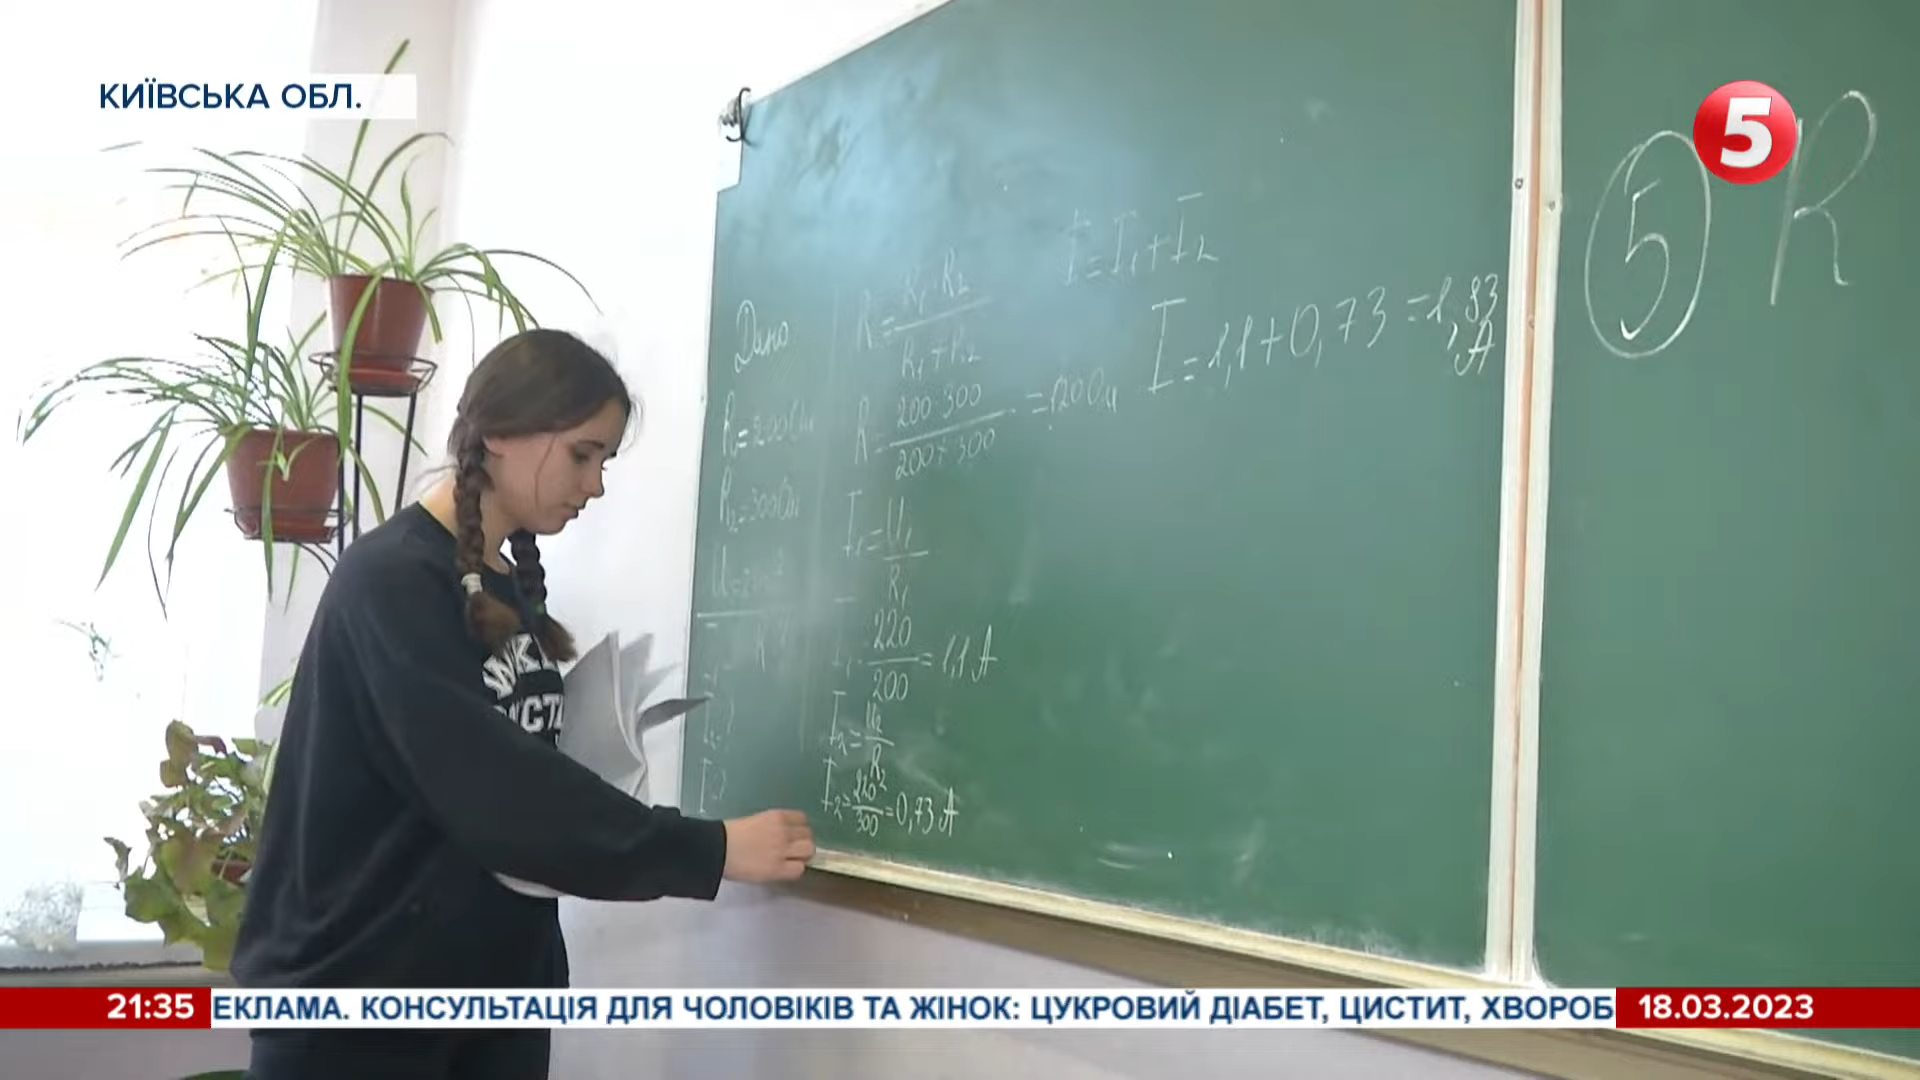 КИЇВСЬКА ОБЛ.
5
Дано
R₁=200Ом
R₂=300Ом
I₂-?
I-?
R=R₁·R₂/R₁+R₂
R=200·300/200+300=120Ом
I₁=U₁/R₁
I₁=220/200=1,1 А
I₂=U₂/R₂
I₂=220/300=0,73 А
I=I₁+I₂
I=1,1+0,73=1,83 А
5 R
21:35
ЕКЛАМА. КОНСУЛЬТАЦІЯ ДЛЯ ЧОЛОВІКІВ ТА ЖІНОК: ЦУКРОВИЙ ДІАБЕТ, ЦИСТИТ, ХВОРОБ
18.03.2023